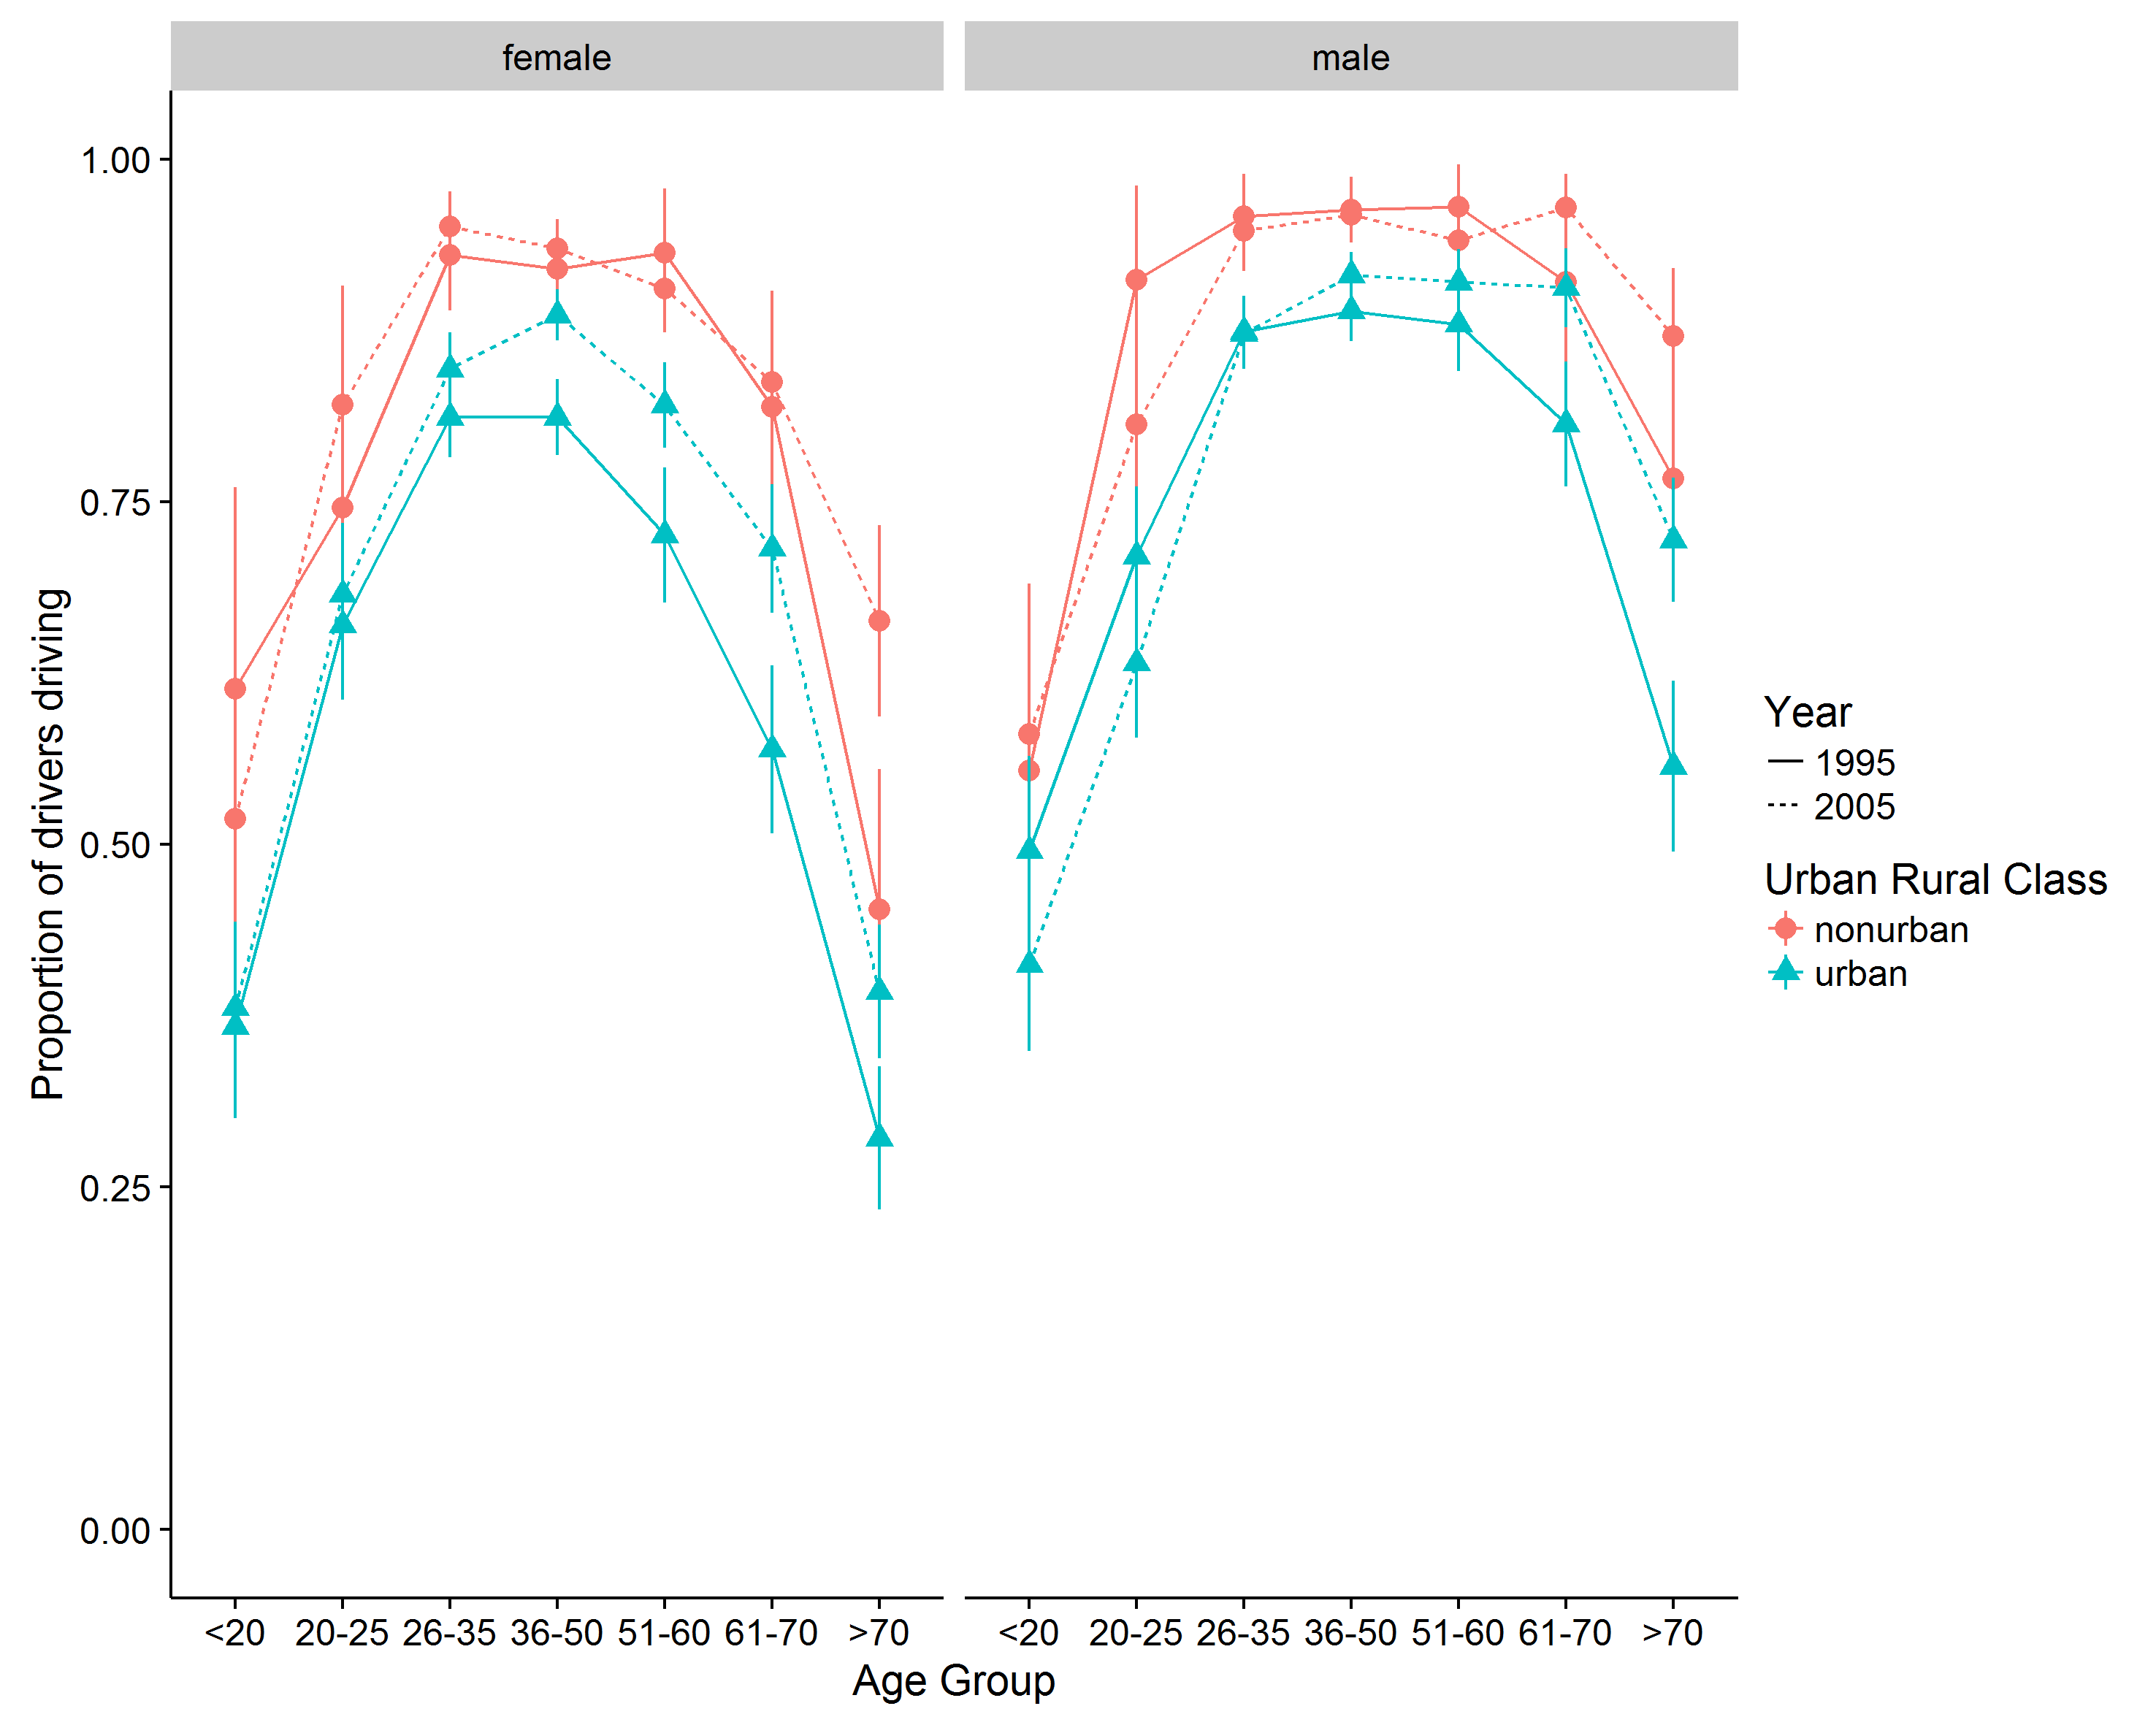 female male
1.00
0.75
0.50
0.25
0.00
Proportion of drivers driving
<20 20-25 26-35 36-50 51-60 61-70 >70 <20 20-25 26-35 36-50 51-60 61-70 >70
Age Group
Year
1995
2005
Urban Rural Class
nonurban
urban